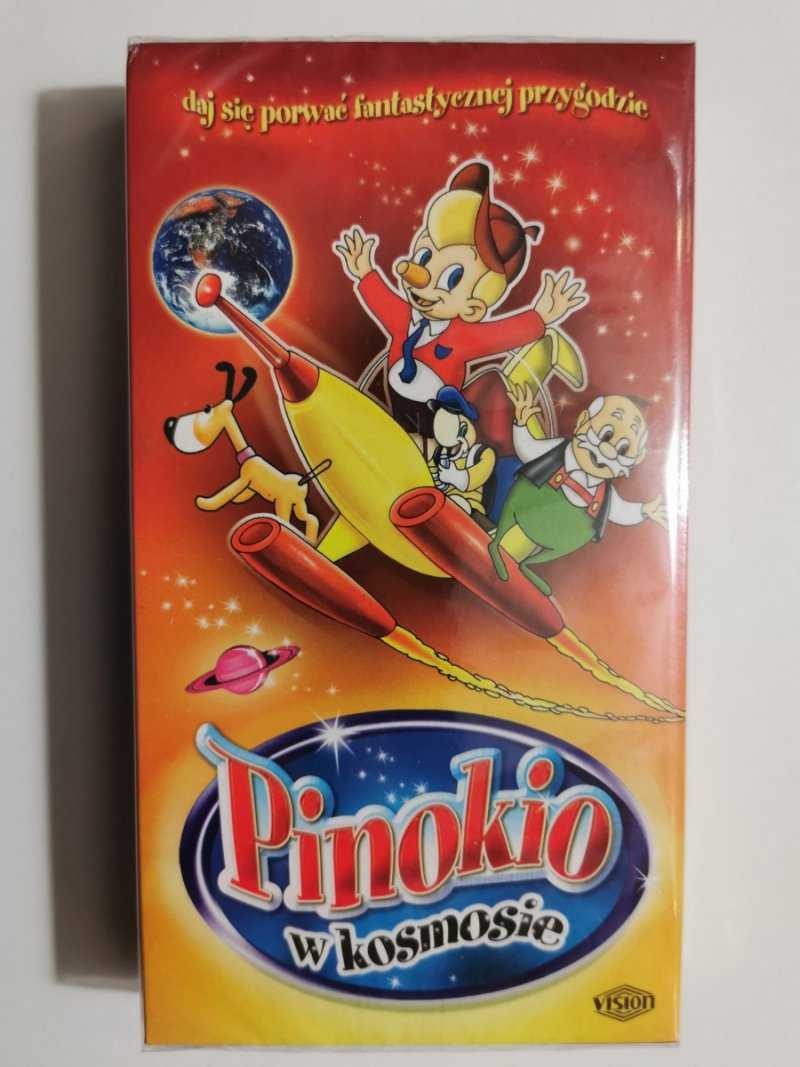 daj się porwać fantastycznej przygodzie
Pinokio
w kosmosie
VISION